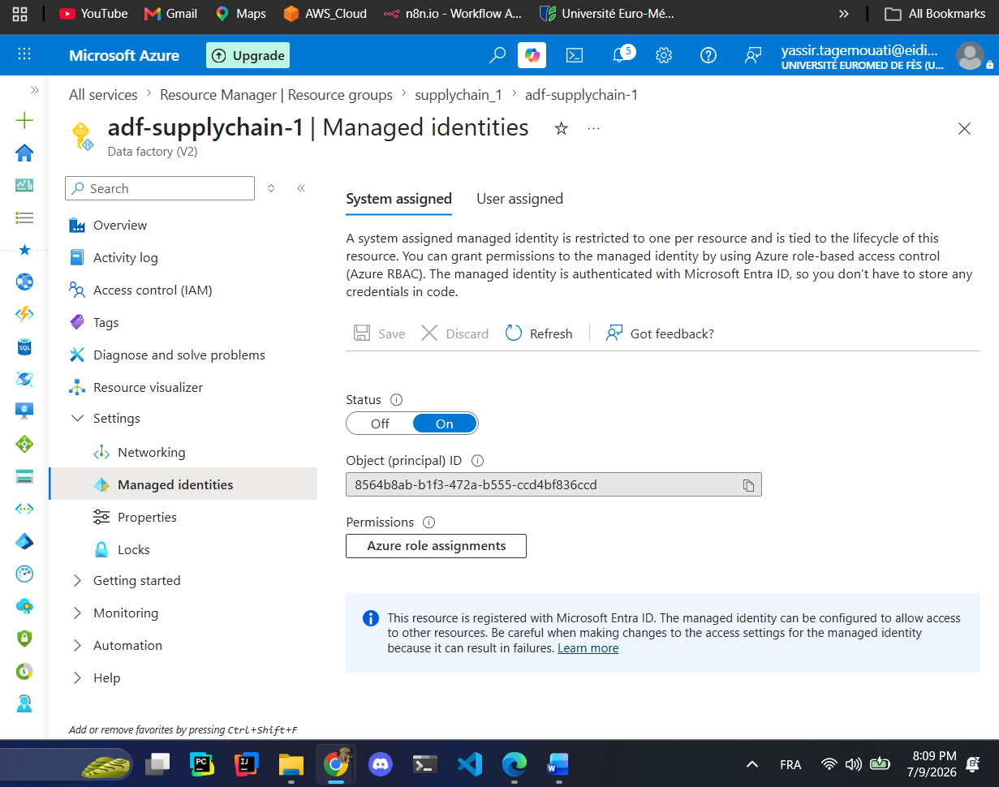 YouTube Gmail Maps AWS_Cloud n8n.io - Workflow A... Université Euro-Mé... All Bookmarks
Microsoft Azure Upgrade 5 yassir.tagemouati@eidi...
UNIVERSITÉ EUROMED DE FÈS (U...
All services > Resource Manager | Resource groups > supplychain_1 > adf-supplychain-1
adf-supplychain-1 | Managed identities
Data factory (V2)
Search
Overview
Activity log
Access control (IAM)
Tags
Diagnose and solve problems
Resource visualizer
Settings
Networking
Managed identities
Properties
Locks
Getting started
Monitoring
Automation
Help
Add or remove favorites by pressing Ctrl+Shift+F
System assigned User assigned
A system assigned managed identity is restricted to one per resource and is tied to the lifecycle of this
resource. You can grant permissions to the managed identity by using Azure role-based access control
(Azure RBAC). The managed identity is authenticated with Microsoft Entra ID, so you don’t have to store any
credentials in code.
Save Discard Refresh Got feedback?
Status
Off On
Object (principal) ID
8564b8ab-b1f3-472a-b555-ccd4bf836ccd
Permissions
Azure role assignments
This resource is registered with Microsoft Entra ID. The managed identity can be configured to allow access
to other resources. Be careful when making changes to the access settings for the managed identity
because it can result in failures. Learn more
SQL
PC
IJ
FRA
8:09 PM
7/9/2026